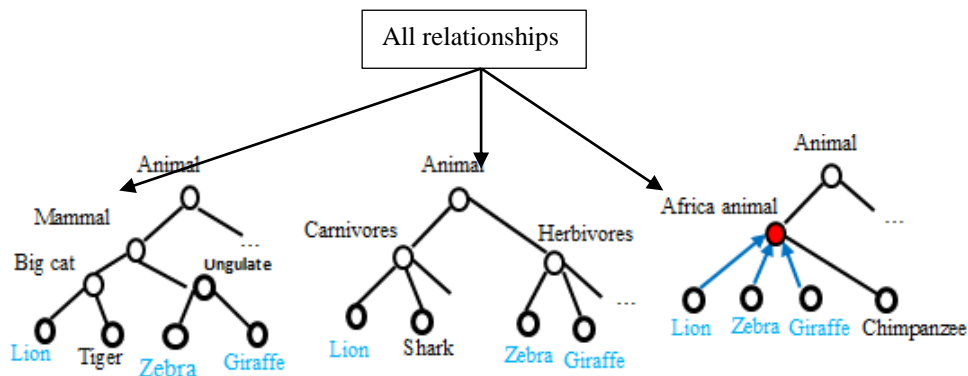 All relationships
Animal
Mammal
...
Big cat
Ungulate
Lion
Tiger
Zebra
Giraffe
Animal
Carnivores
Herbivores
...
Lion
Shark
Zebra
Giraffe
Animal
Africa animal
...
Lion
Zebra
Giraffe
Chimpanzee